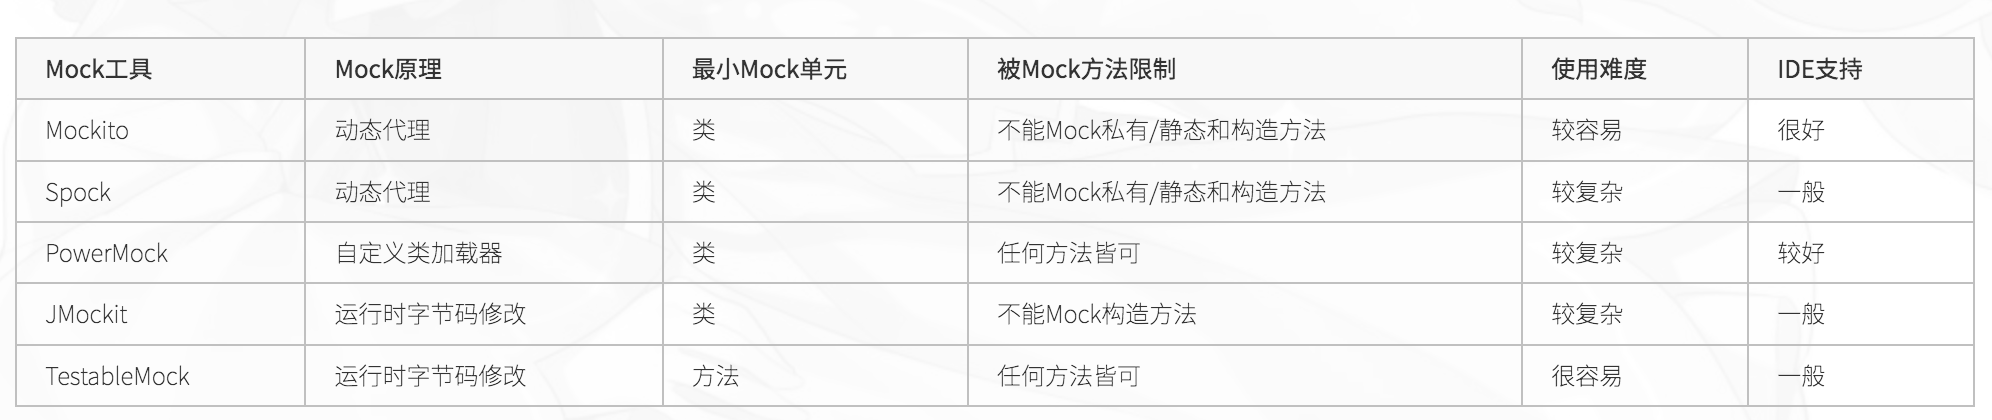 Mock工具 Mock原理 最小Mock单元 被Mock方法限制 使用难度 IDE支持
Mockito 动态代理 类 不能Mock私有/静态和构造方法 较容易 很好
Spock 动态代理 类 不能Mock私有/静态和构造方法 较复杂 一般
PowerMock 自定义类加载器 类 任何方法皆可 较复杂 较好
JMockit 运行时字节码修改 类 不能Mock构造方法 较复杂 一般
TestableMock 运行时字节码修改 方法 任何方法皆可 很容易 一般